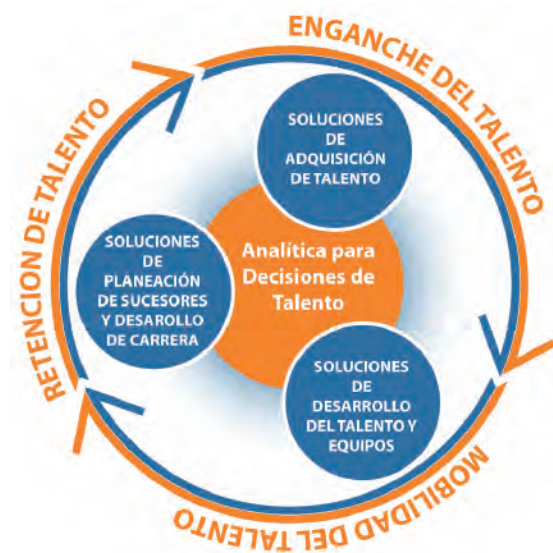 ENGANCHE DEL TALENTO
SOLUCIONES
DE
ADQUISICIÓN
DE TALENTO
RETENCION DE TALENTO
SOLUCIONES
DE
PLANEACIÓN
DE SUCESORES
Y DESAROLLO
DE CARRERA
Analítica para
Decisiones de
Talento
SOLUCIONES
DE
DESARROLLO
DEL TALENTO Y
EQUIPOS
MOBILIDAD DEL TALENTO